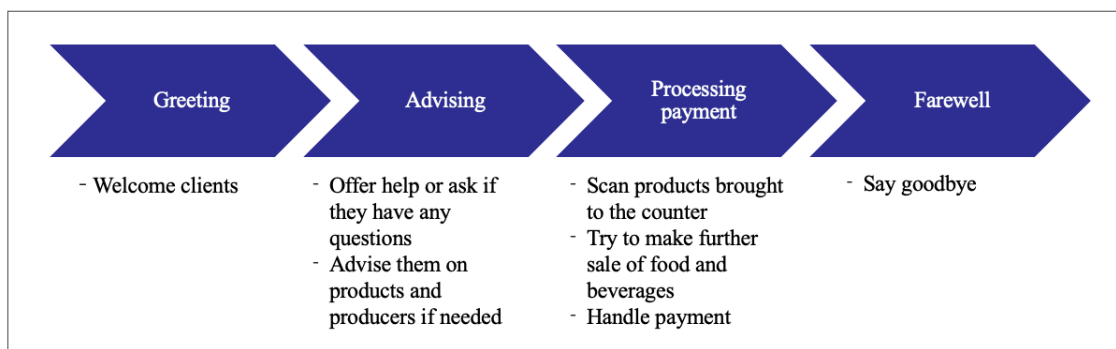 Greeting
Advising
Processing
payment
Farewell
- Welcome clients
- Offer help or ask if
they have any
questions
- Advise them on
products and
producers if needed
- Scan products brought
to the counter
- Try to make further
sale of food and
beverages
- Handle payment
- Say goodbye